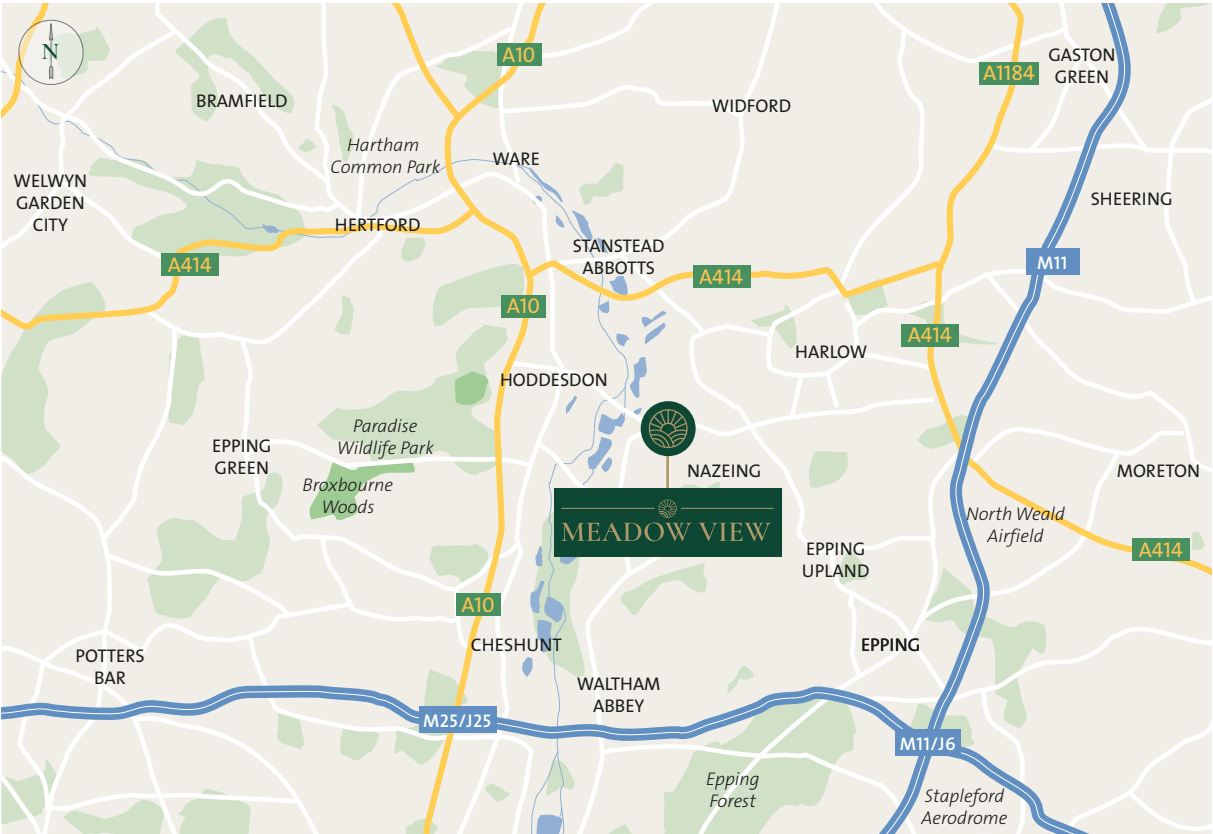 N
A10
A1184
GASTON
GREEN
BRAMFIELD
WIDFORD
Hartham
Common Park
WARE
WELWYN
GARDEN
CITY
SHEERING
HERTFORD
STANSTEAD
ABBOTTS
A414
M11
A414
A10
A414
HARLOW
HODDESDON
Paradise
Wildlife Park
EPPING
GREEN
NAZEING
MORETON
Broxbourne
Woods
MEADOW VIEW
North Weald
Airfield
EPPING
UPLAND
A414
A10
CHESHUNT
EPPING
POTTERS
BAR
WALTHAM
ABBEY
M25/J25
M11/J6
Epping
Forest
Stapleford
Aerodrome